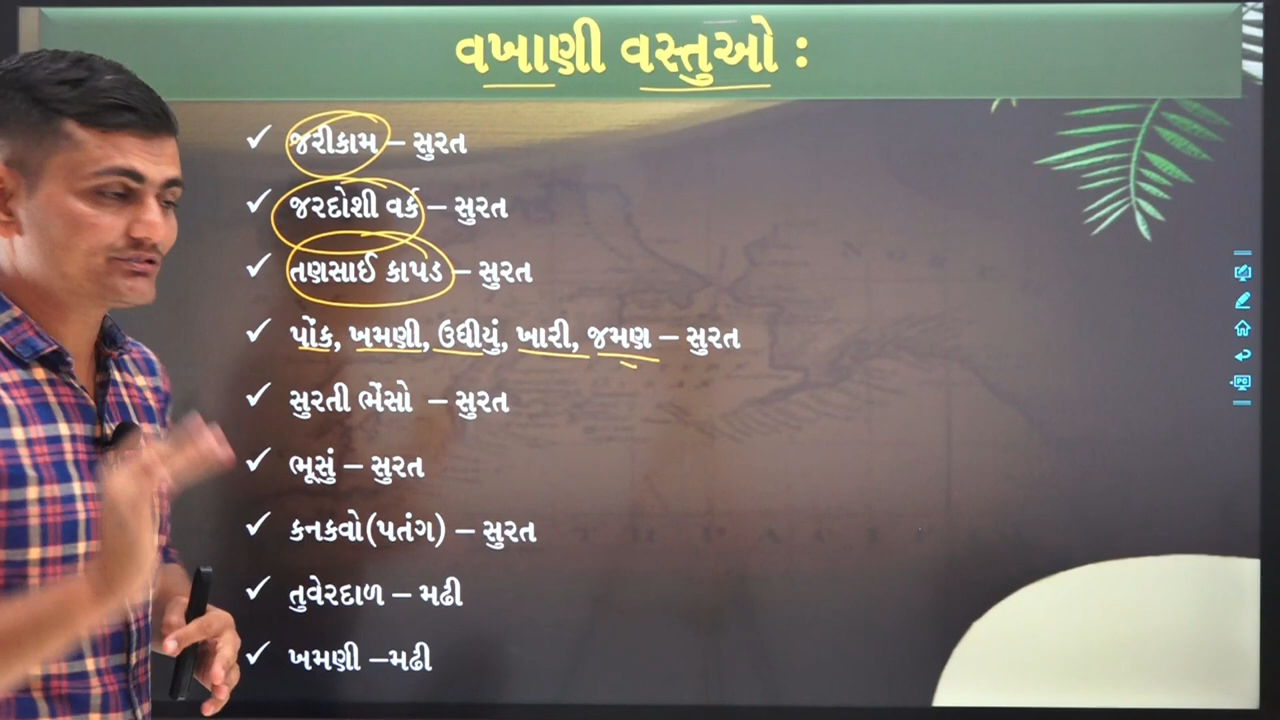 વખાણી વસ્તુઓ :
✓ જરીકામ – સુરત
✓ જરદોશી વર્ક – સુરત
✓ તણસાઈ કાપડ – સુરત
✓ પોંક, ખમણી, ઉધીયું, ખારી, જમણ – સુરત
✓ સુરતી ભેંસો – સુરત
✓ ભૂસું – સુરત
✓ કનકવો(પતંગ) – સુરત
✓ તુવેરદાળ – મઢી
✓ ખમણી –મઢી